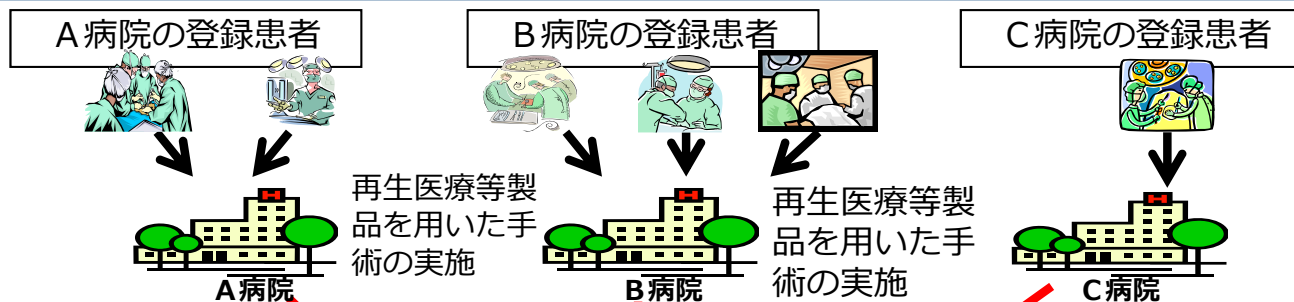 A病院の登録患者
B病院の登録患者
C病院の登録患者
再生医療等製
品を用いた手
術の実施
再生医療等製
品を用いた手
術の実施
A病院
B病院
C病院